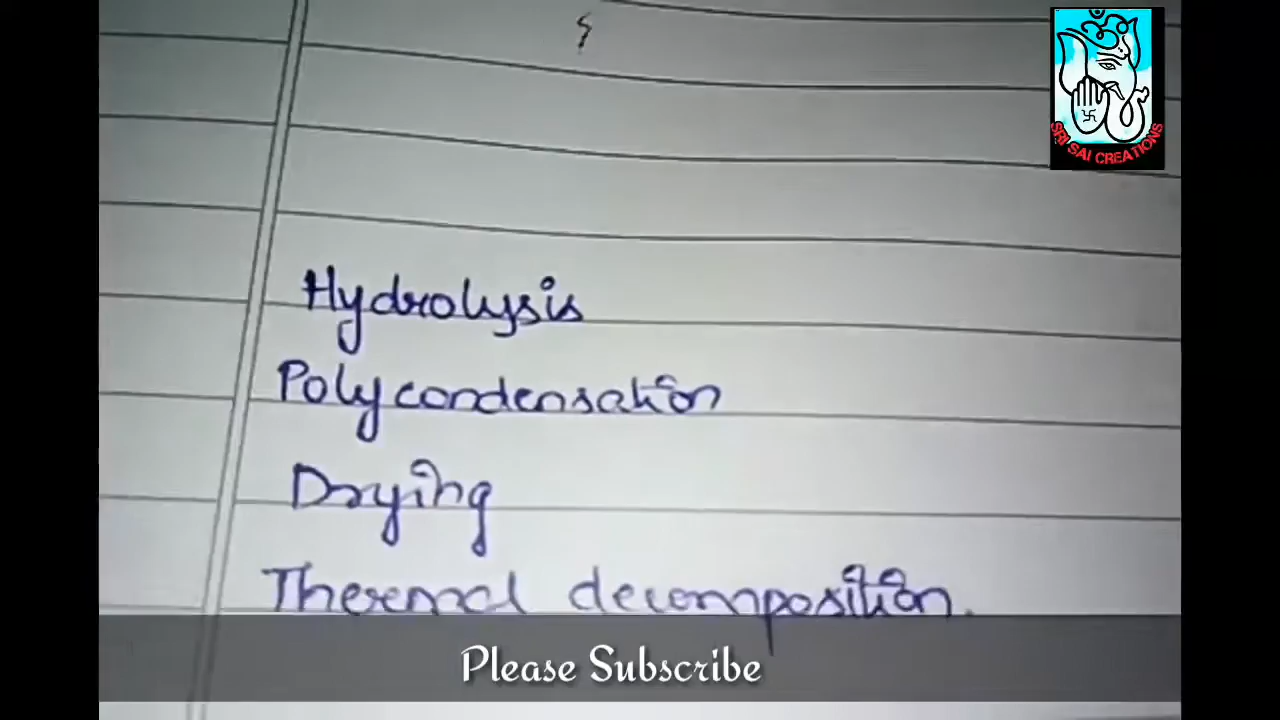 SRI SAI CREATIONS
Hydrolysis
Polycondensation
Drying
Thermal decomposition.
Please Subscribe